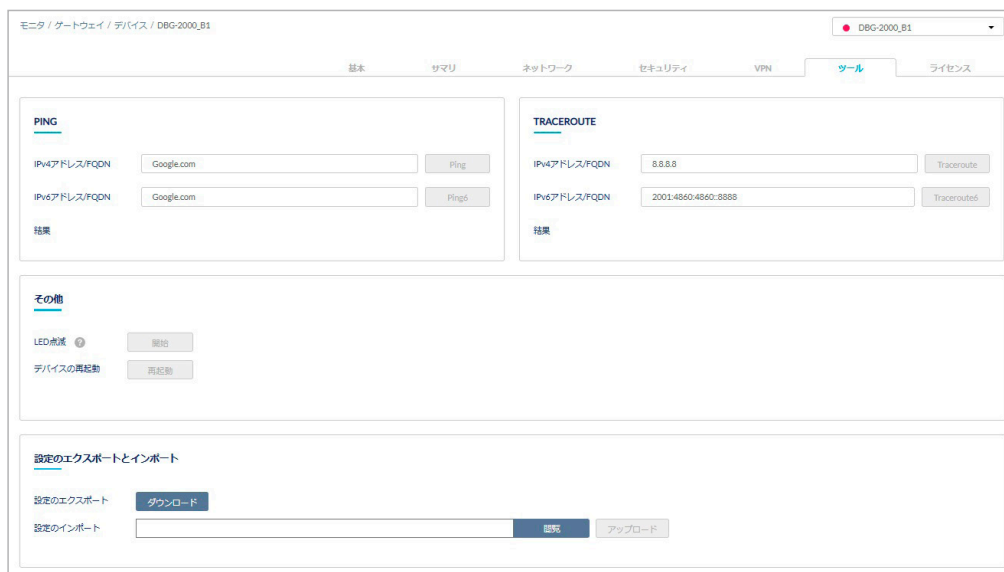 モニタ / ゲートウェイ / デバイス / DBG-2000_B1
DBG-2000_B1
基本 サマリ ネットワーク セキュリティ VPN ツール ライセンス
PING
IPv4アドレス/FQDN Google.com Ping
IPv6アドレス/FQDN Google.com Ping6
結果
TRACEROUTE
IPv4アドレス/FQDN 8.8.8.8 Traceroute
IPv6アドレス/FQDN 2001:4860:4860::8888 Traceroute6
結果
その他
LED点滅 ? 開始
デバイスの再起動 再起動
設定のエクスポートとインポート
設定のエクスポート ダウンロード
設定のインポート 閲覧 アップロード